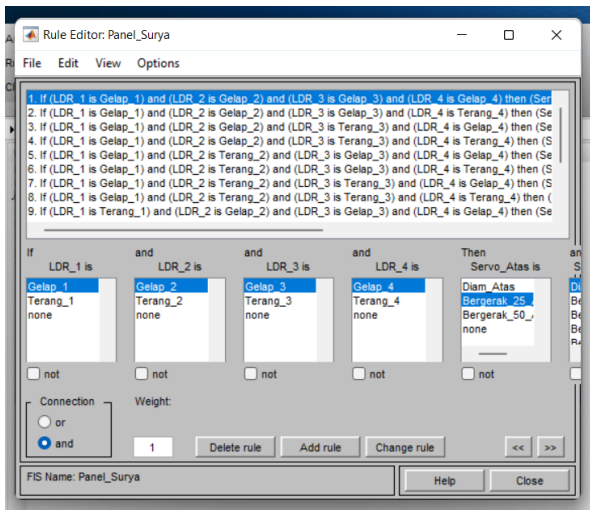 Rule Editor: Panel_Surya
File Edit View Options
1. If (LDR_1 is Gelap_1) and (LDR_2 is Gelap_2) and (LDR_3 is Gelap_3) and (LDR_4 is Gelap_4) then (Ser
2. If (LDR_1 is Gelap_1) and (LDR_2 is Gelap_2) and (LDR_3 is Gelap_3) and (LDR_4 is Terang_4) then (Se
3. If (LDR_1 is Gelap_1) and (LDR_2 is Gelap_2) and (LDR_3 is Terang_3) and (LDR_4 is Gelap_4) then (Se
4. If (LDR_1 is Gelap_1) and (LDR_2 is Gelap_2) and (LDR_3 is Terang_3) and (LDR_4 is Terang_4) then (S
5. If (LDR_1 is Gelap_1) and (LDR_2 is Terang_2) and (LDR_3 is Gelap_3) and (LDR_4 is Gelap_4) then (Se
6. If (LDR_1 is Gelap_1) and (LDR_2 is Terang_2) and (LDR_3 is Gelap_3) and (LDR_4 is Terang_4) then (S
7. If (LDR_1 is Gelap_1) and (LDR_2 is Terang_2) and (LDR_3 is Terang_3) and (LDR_4 is Gelap_4) then (S
8. If (LDR_1 is Gelap_1) and (LDR_2 is Terang_2) and (LDR_3 is Terang_3) and (LDR_4 is Terang_4) then (
9. If (LDR_1 is Terang_1) and (LDR_2 is Gelap_2) and (LDR_3 is Gelap_3) and (LDR_4 is Gelap_4) then (Se
If and and and Then an
LDR_1 is LDR_2 is LDR_3 is LDR_4 is Servo_Atas is S
Gelap_1 Gelap_2 Gelap_3 Gelap_4 Diam_Atas Di
Terang_1 Terang_2 Terang_3 Terang_4 Bergerak_25_ Be
none none none none Bergerak_50_ Be
none Be
not not not not not
Connection Weight:
or
and 1 Delete rule Add rule Change rule << >>
FIS Name: Panel_Surya Help Close